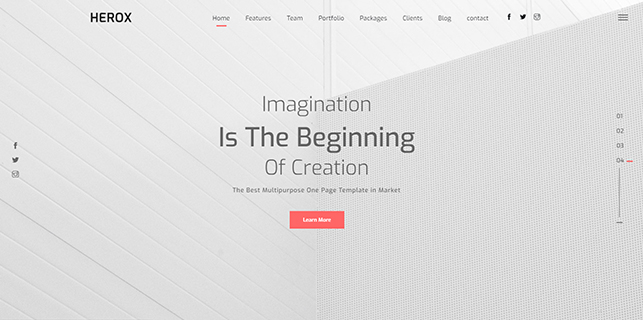 HEROX
Home Features Team Portfolio Packages Clients Blog contact
Imagination
Is The Beginning
Of Creation
The Best Multipurpose One Page Template in Market
Learn More
01
02
03
04